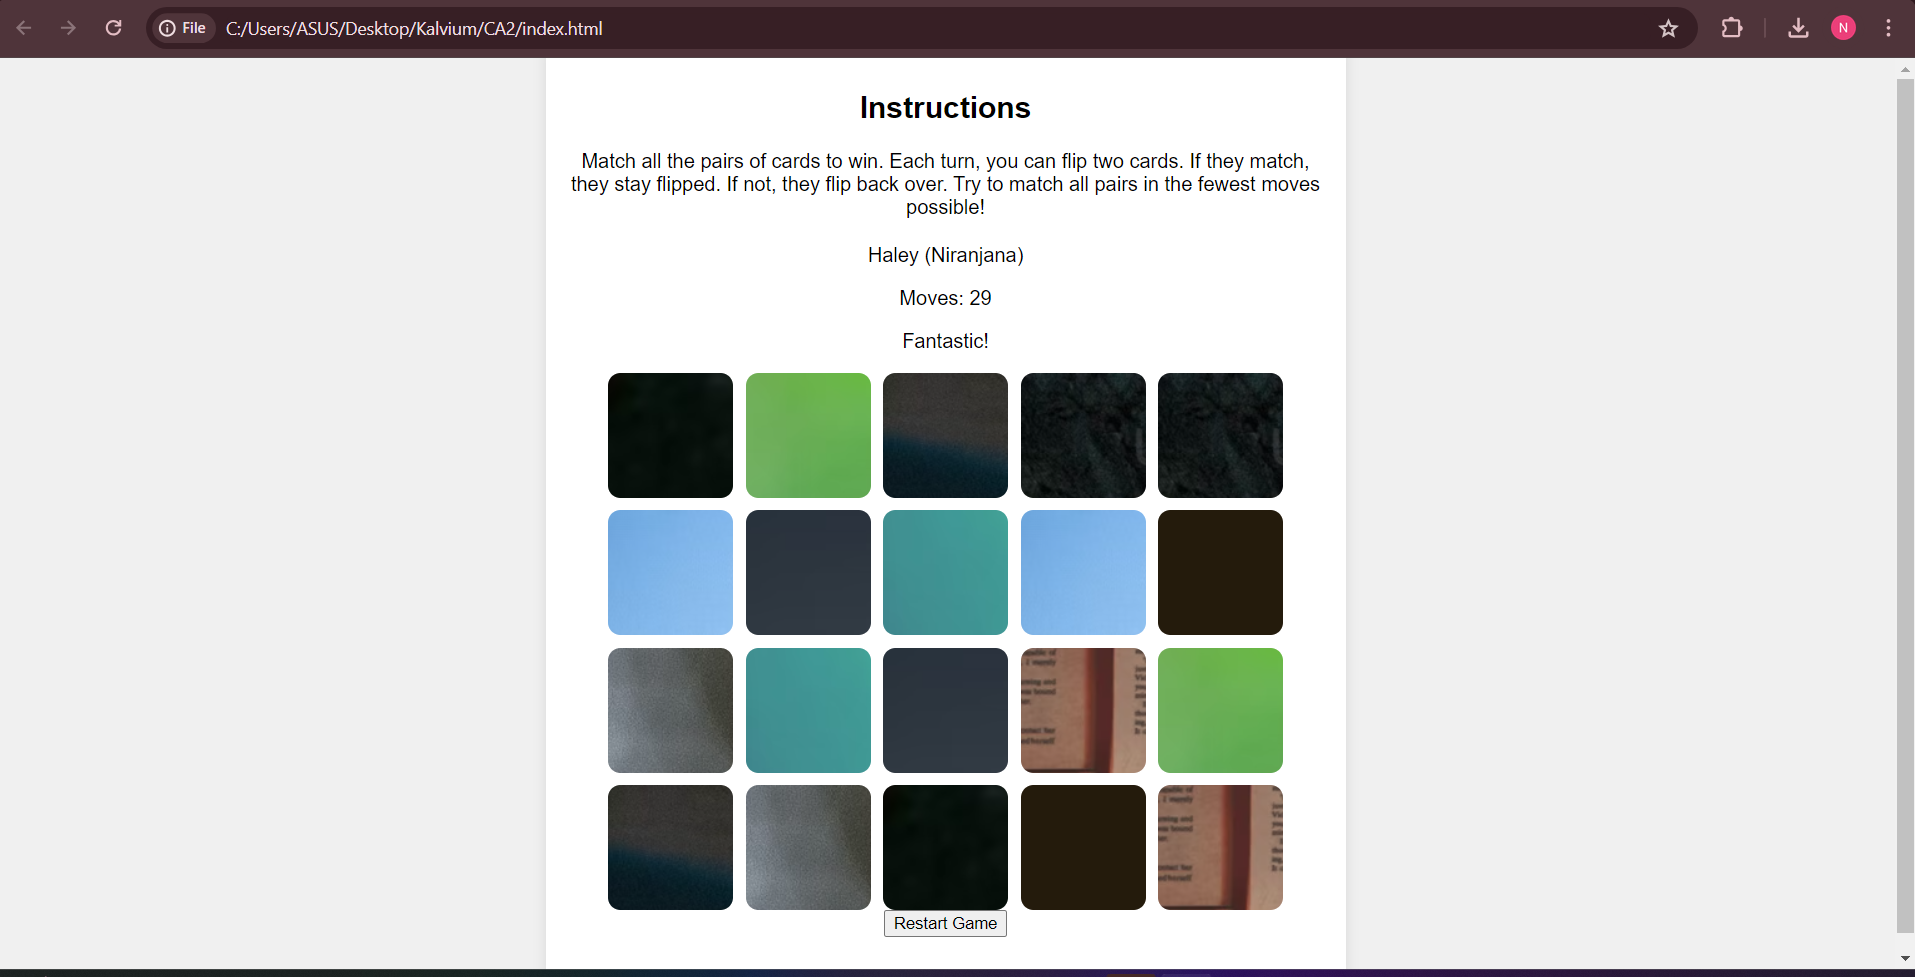 File C:/Users/ASUS/Desktop/Kalvium/CA2/index.html
N
Instructions
Match all the pairs of cards to win. Each turn, you can flip two cards. If they match,
they stay flipped. If not, they flip back over. Try to match all pairs in the fewest moves
possible!
Haley (Niranjana)
Moves: 29
Fantastic!
Restart Game